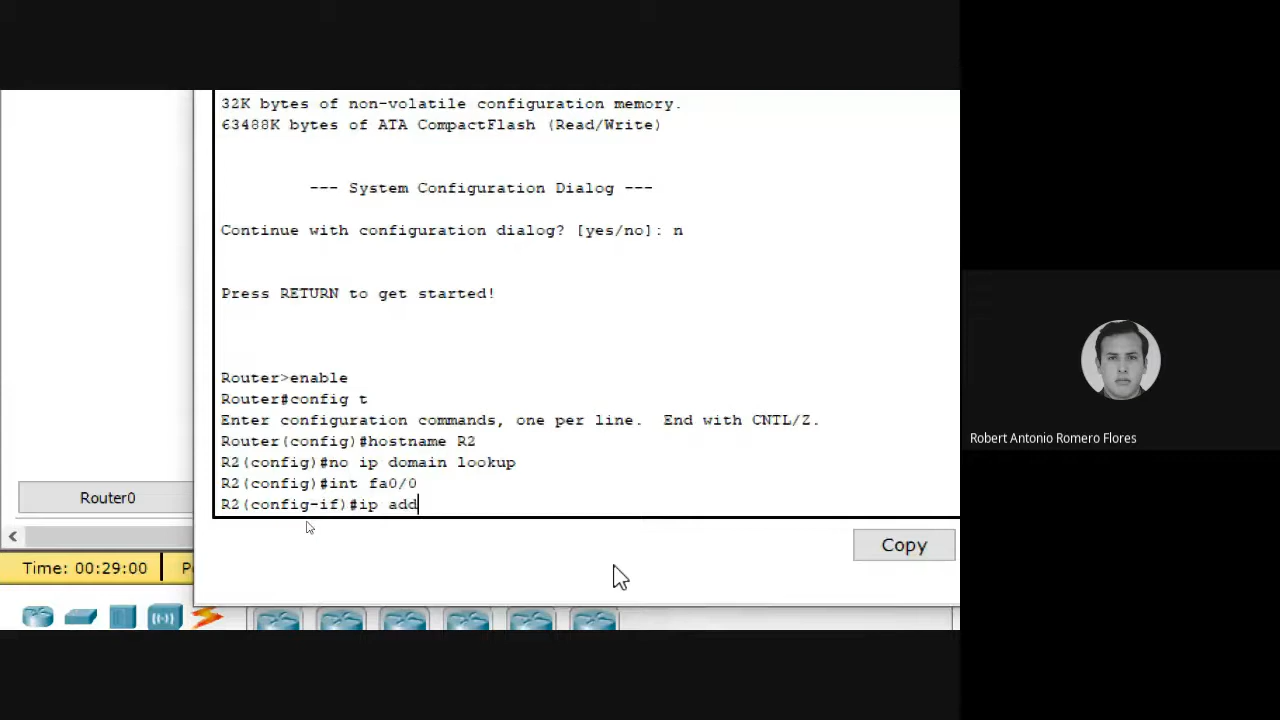 32K bytes of non-volatile configuration memory.
63488K bytes of ATA CompactFlash (Read/Write)
--- System Configuration Dialog ---
Continue with configuration dialog? [yes/no]: n
Press RETURN to get started!
Router>enable
Router#config t
Enter configuration commands, one per line.  End with CNTL/Z.
Router(config)#hostname R2
R2(config)#no ip domain lookup
R2(config)#int fa0/0
R2(config-if)#ip add
Router0
Copy
Time: 00:29:00
Robert Antonio Romero Flores